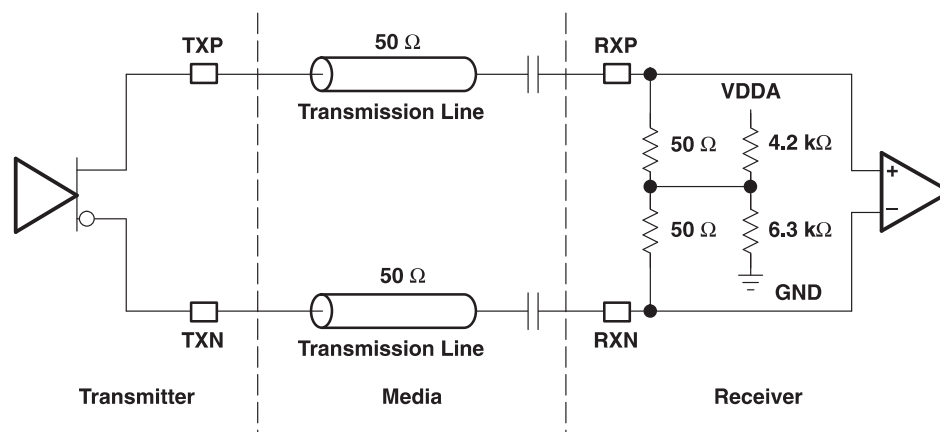 TXP
50 Ω
RXP
Transmission Line
VDDA
50 Ω
4.2 kΩ
+
−
50 Ω
6.3 kΩ
50 Ω
GND
TXN
Transmission Line
RXN
Transmitter
Media
Receiver